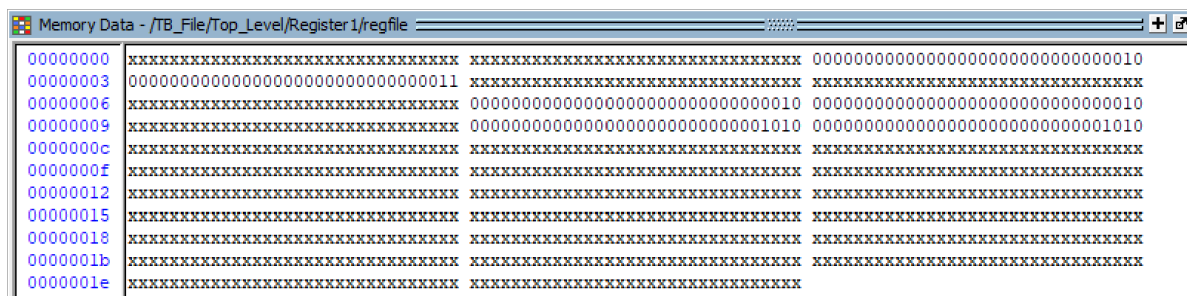 Memory Data - /TB_File/Top_Level/Register1/regfile
00000000 xxxxxxxxxxxxxxxxxxxxxxxxxxxxxxxx xxxxxxxxxxxxxxxxxxxxxxxxxxxxxxxx 00000000000000000000000000000010
00000003 00000000000000000000000000000011 xxxxxxxxxxxxxxxxxxxxxxxxxxxxxxxx xxxxxxxxxxxxxxxxxxxxxxxxxxxxxxxx
00000006 xxxxxxxxxxxxxxxxxxxxxxxxxxxxxxxx 00000000000000000000000000000010 00000000000000000000000000000010
00000009 xxxxxxxxxxxxxxxxxxxxxxxxxxxxxxxx 00000000000000000000000000001010 00000000000000000000000000001010
0000000c xxxxxxxxxxxxxxxxxxxxxxxxxxxxxxxx xxxxxxxxxxxxxxxxxxxxxxxxxxxxxxxx xxxxxxxxxxxxxxxxxxxxxxxxxxxxxxxx
0000000f xxxxxxxxxxxxxxxxxxxxxxxxxxxxxxxx xxxxxxxxxxxxxxxxxxxxxxxxxxxxxxxx xxxxxxxxxxxxxxxxxxxxxxxxxxxxxxxx
00000012 xxxxxxxxxxxxxxxxxxxxxxxxxxxxxxxx xxxxxxxxxxxxxxxxxxxxxxxxxxxxxxxx xxxxxxxxxxxxxxxxxxxxxxxxxxxxxxxx
00000015 xxxxxxxxxxxxxxxxxxxxxxxxxxxxxxxx xxxxxxxxxxxxxxxxxxxxxxxxxxxxxxxx xxxxxxxxxxxxxxxxxxxxxxxxxxxxxxxx
00000018 xxxxxxxxxxxxxxxxxxxxxxxxxxxxxxxx xxxxxxxxxxxxxxxxxxxxxxxxxxxxxxxx xxxxxxxxxxxxxxxxxxxxxxxxxxxxxxxx
0000001b xxxxxxxxxxxxxxxxxxxxxxxxxxxxxxxx xxxxxxxxxxxxxxxxxxxxxxxxxxxxxxxx xxxxxxxxxxxxxxxxxxxxxxxxxxxxxxxx
0000001e xxxxxxxxxxxxxxxxxxxxxxxxxxxxxxxx xxxxxxxxxxxxxxxxxxxxxxxxxxxxxxxx